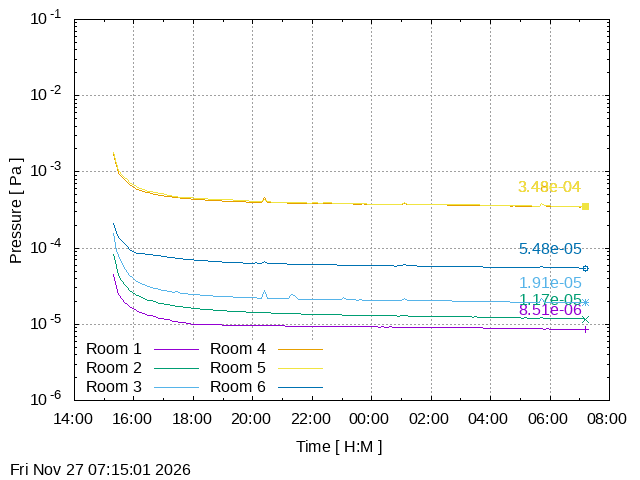 10^-1
10^-2
10^-3
10^-4
10^-5
10^-6
Pressure [ Pa ]
3.48e-04
5.48e-05
1.91e-05
1.17e-05
8.51e-06
Room 1 Room 4
Room 2 Room 5
Room 3 Room 6
14:00 16:00 18:00 20:00 22:00 00:00 02:00 04:00 06:00 08:00
Time [ H:M ]
Fri Nov 27 07:15:01 2026